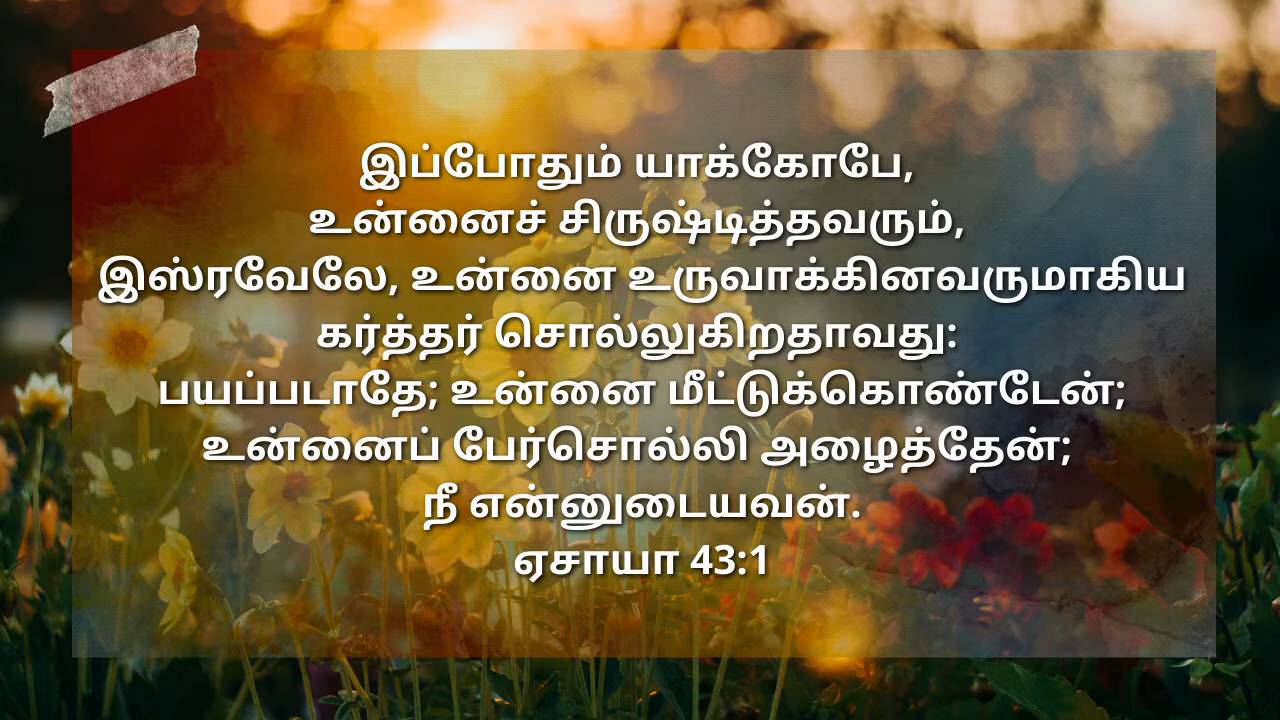 இப்போதும் யாக்கோபே,
உன்னைச் சிருஷ்டித்தவரும்,
இஸ்ரவேலே, உன்னை உருவாக்கினவருமாகிய
கர்த்தர் சொல்லுகிறதாவது:
பயப்படாதே; உன்னை மீட்டுக்கொண்டேன்;
உன்னைப் பேர்சொல்லி அழைத்தேன்;
நீ என்னுடையவன்.
ஏசாயா 43:1